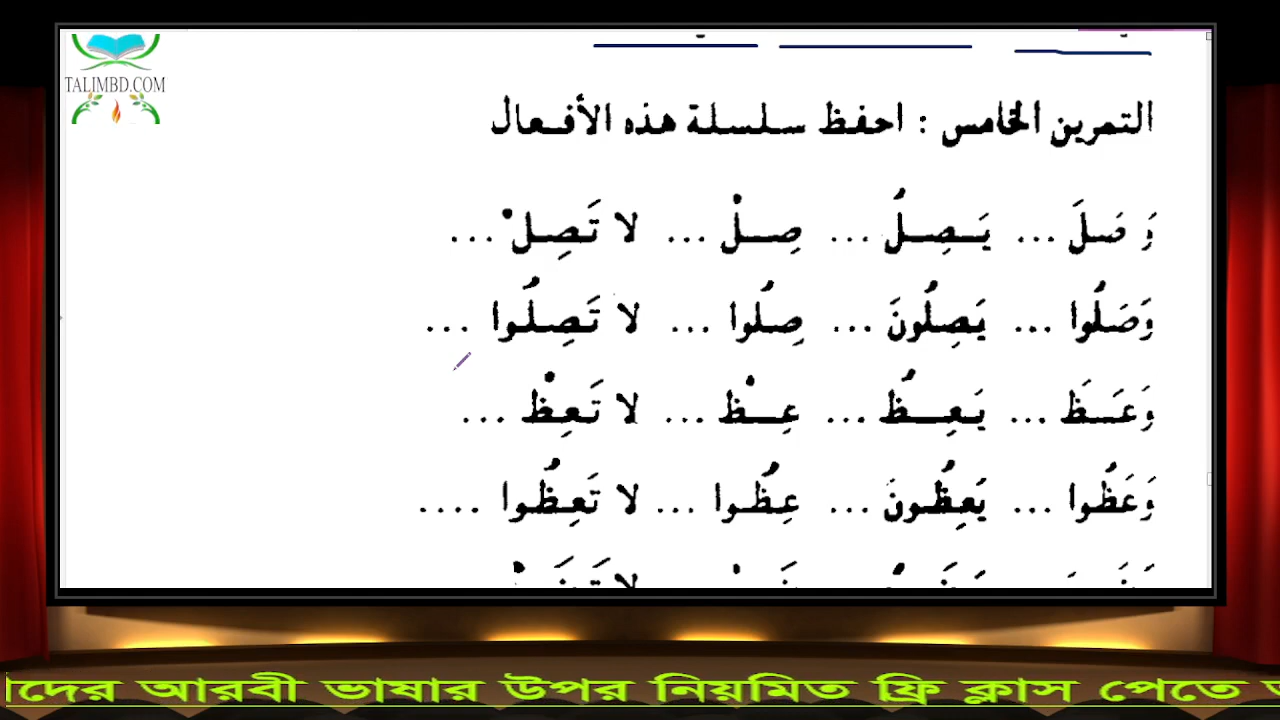 TALIMBD.COM
التمرين الخامس : احفظ سلسلة هذه الأفعال
وَصَلَ ... يَصِلُ ... صِلْ ... لا تَصِلْ ...
وَصَلُوا ... يَصِلُونَ ... صِلُوا ... لا تَصِلُوا ...
وَعَظَ ... يَعِظُ ... عِظْ ... لا تَعِظْ ...
وَعَظُوا ... يَعِظُونَ ... عِظُوا ... لا تَعِظُوا ....
আরবী ভাষার উপর নিয়মিত ফ্রি ক্লাস পেতে